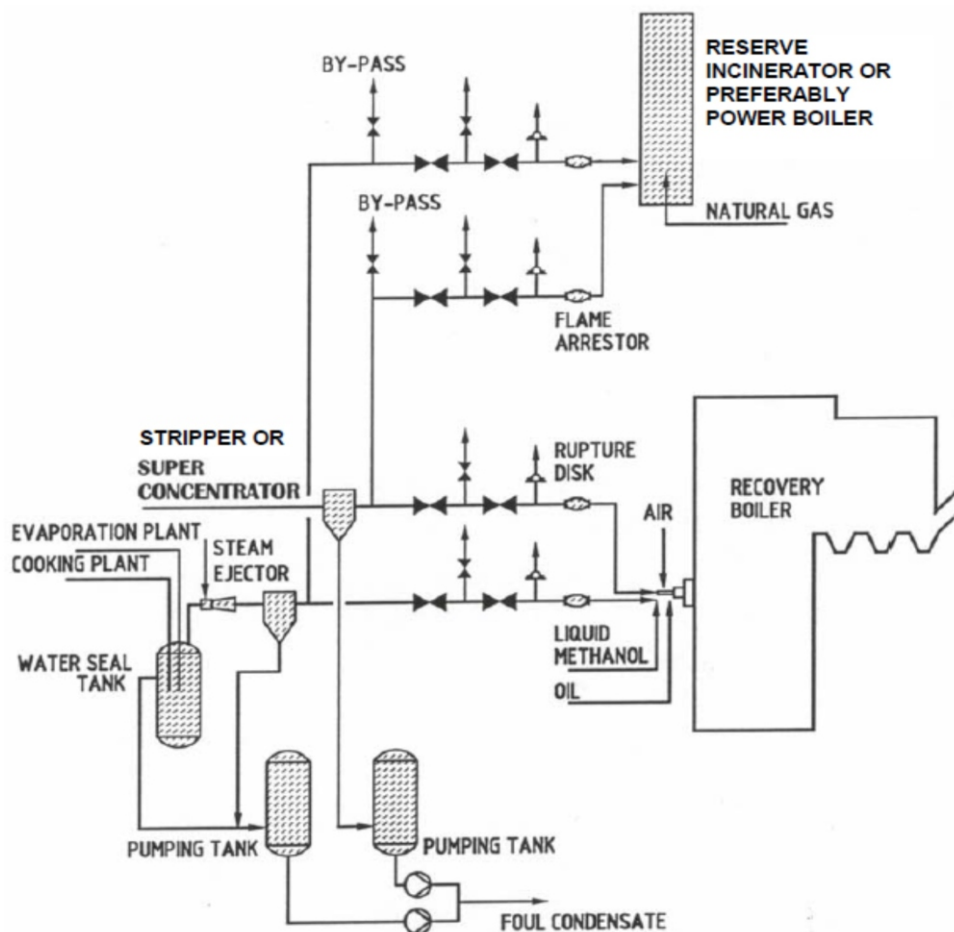 BY-PASS
RESERVE
INCINERATOR OR
PREFERABLY
POWER BOILER
BY-PASS
NATURAL GAS
FLAME
ARRESTOR
STRIPPER OR
SUPER
CONCENTRATOR
RUPTURE
DISK
RECOVERY
BOILER
AIR
EVAPORATION PLANT
COOKING PLANT
STEAM
EJECTOR
LIQUID
METHANOL
OIL
WATER SEAL
TANK
PUMPING TANK
PUMPING TANK
FOUL CONDENSATE